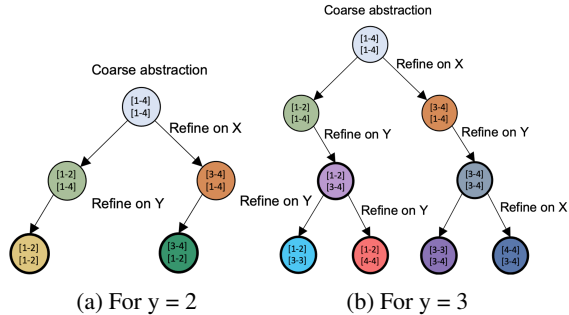 Coarse abstraction
[1-4]
[1-4]
Refine on X
[1-2]
[1-4]
[3-4]
[1-4]
Refine on Y
[1-2]
[1-2]
[3-4]
[1-2]
(a) For y = 2
Coarse abstraction
[1-4]
[1-4]
Refine on X
[1-2]
[1-4]
[3-4]
[1-4]
Refine on Y
Refine on Y
[1-2]
[3-4]
[3-4]
[3-4]
Refine on Y
Refine on Y
Refine on X
[1-2]
[3-3]
[1-2]
[4-4]
[3-3]
[3-4]
[4-4]
[3-4]
(b) For y = 3